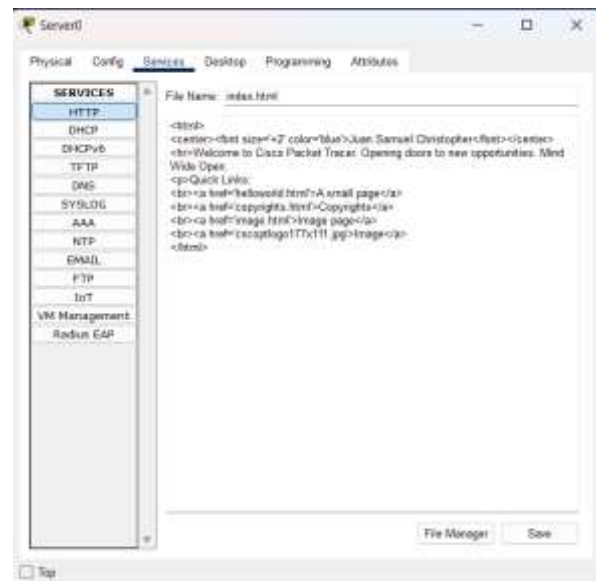 Server0
Physical Config Services Desktop Programming Attributes
SERVICES
HTTP
DHCP
DHCPv6
TFTP
DNS
SYSLOG
AAA
NTP
EMAIL
FTP
IoT
VM Management
Radius EAP
File Name: index.html
<html>
<center><font size='+2' color='blue'>Juan Samuel Christopher</font></center>
<hr>Welcome to Cisco Packet Tracer. Opening doors to new opportunities. Mind
Wide Open.
<p>Quick Links:
<br><a href='helloworld.html'>A small page</a>
<br><a href='copyrights.html'>Copyrights</a>
<br><a href='image.html'>Image page</a>
<br><a href='cscoptlogo177x111.jpg'>Image</a>
</html>
File Manager Save
Top